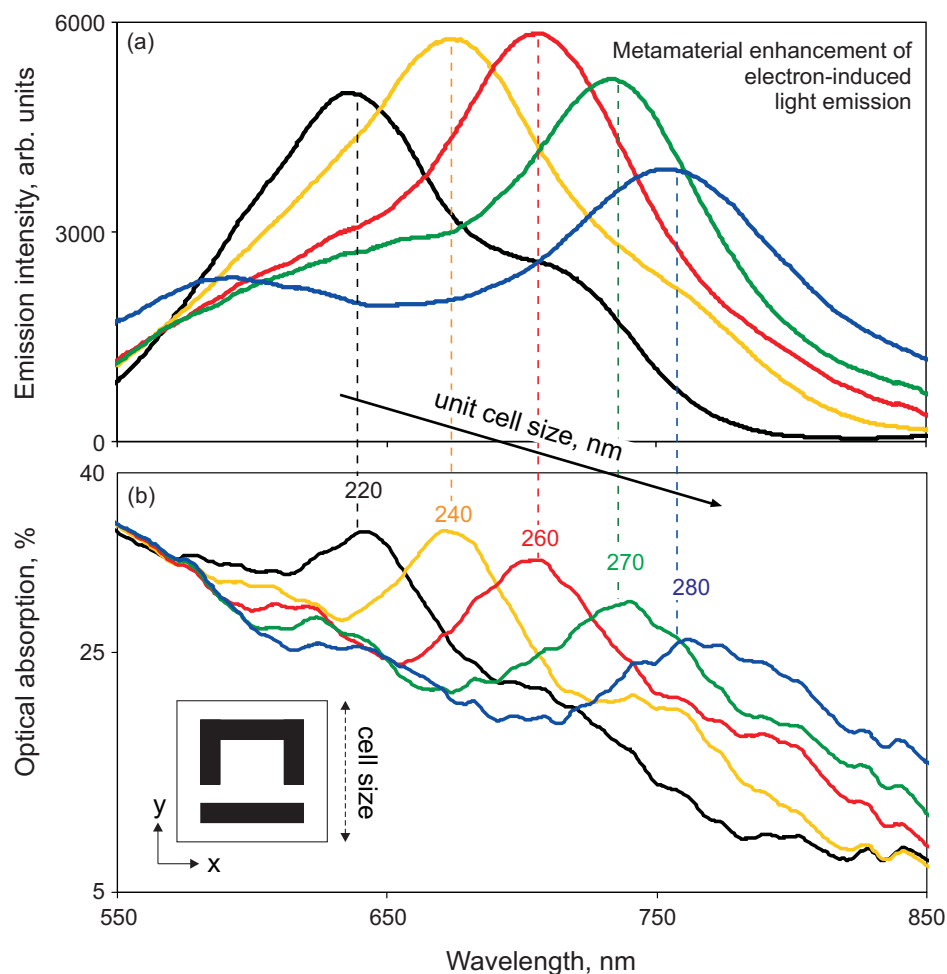 6000
(a)
Metamaterial enhancement of
electron-induced
light emission
3000
0
Emission intensity, arb. units
unit cell size, nm
40
(b)
220
240
260
270
280
25
5
Optical absorption, %
cell size
y
x
550
650
750
850
Wavelength, nm